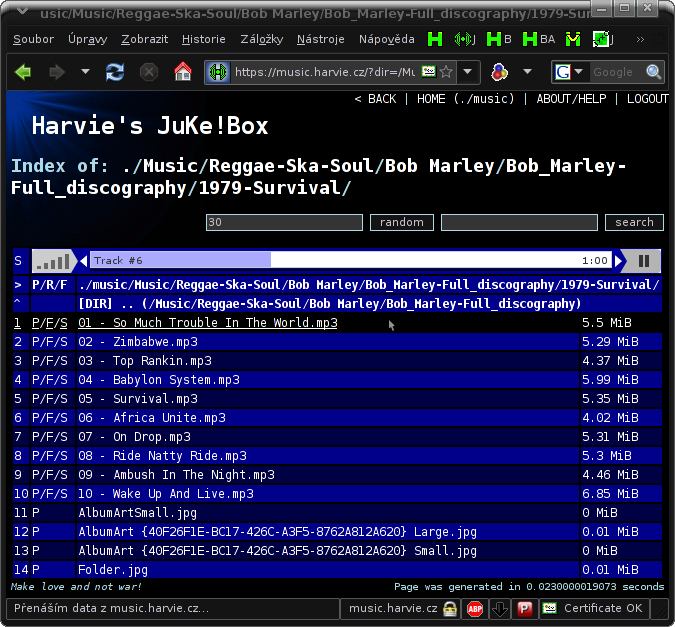 usic/Music/Reggae-Ska-Soul/Bob Marley/Bob_Marley-Full_discography/1979-Sur
Soubor Úpravy Zobrazit Historie Záložky Nástroje Nápověda H H H B H BA »
https://music.harvie.cz/?dir=/Mu G Google
< BACK | HOME (./music) | ABOUT/HELP | LOGOUT
Harvie's JuKe!Box
Index of: ./Music/Reggae-Ska-Soul/Bob Marley/Bob_Marley-
Full_discography/1979-Survival/
30 random search
S Track #6 1:00
> P/R/F ./music/Music/Reggae-Ska-Soul/Bob Marley/Bob_Marley-Full_discography/1979-Survival/
^ [DIR] .. (/Music/Reggae-Ska-Soul/Bob Marley/Bob_Marley-Full_discography)
1 P/F/S 01 - So Much Trouble In The World.mp3 5.5 MiB
2 P/F/S 02 - Zimbabwe.mp3 5.29 MiB
3 P/F/S 03 - Top Rankin.mp3 4.37 MiB
4 P/F/S 04 - Babylon System.mp3 5.99 MiB
5 P/F/S 05 - Survival.mp3 5.35 MiB
6 P/F/S 06 - Africa Unite.mp3 4.02 MiB
7 P/F/S 07 - On Drop.mp3 5.31 MiB
8 P/F/S 08 - Ride Natty Ride.mp3 5.3 MiB
9 P/F/S 09 - Ambush In The Night.mp3 4.46 MiB
10 P/F/S 10 - Wake Up And Live.mp3 6.85 MiB
11 P AlbumArtSmall.jpg 0 MiB
12 P AlbumArt {40F26F1E-BC17-426C-A3F5-8762A812A620} Large.jpg 0.01 MiB
13 P AlbumArt {40F26F1E-BC17-426C-A3F5-8762A812A620} Small.jpg 0 MiB
14 P Folder.jpg 0.01 MiB
Make love and not war! Page was generated in 0.0230000019073 seconds
Přenáším data z music.harvie.cz... music.harvie.cz ABP P Certificate OK